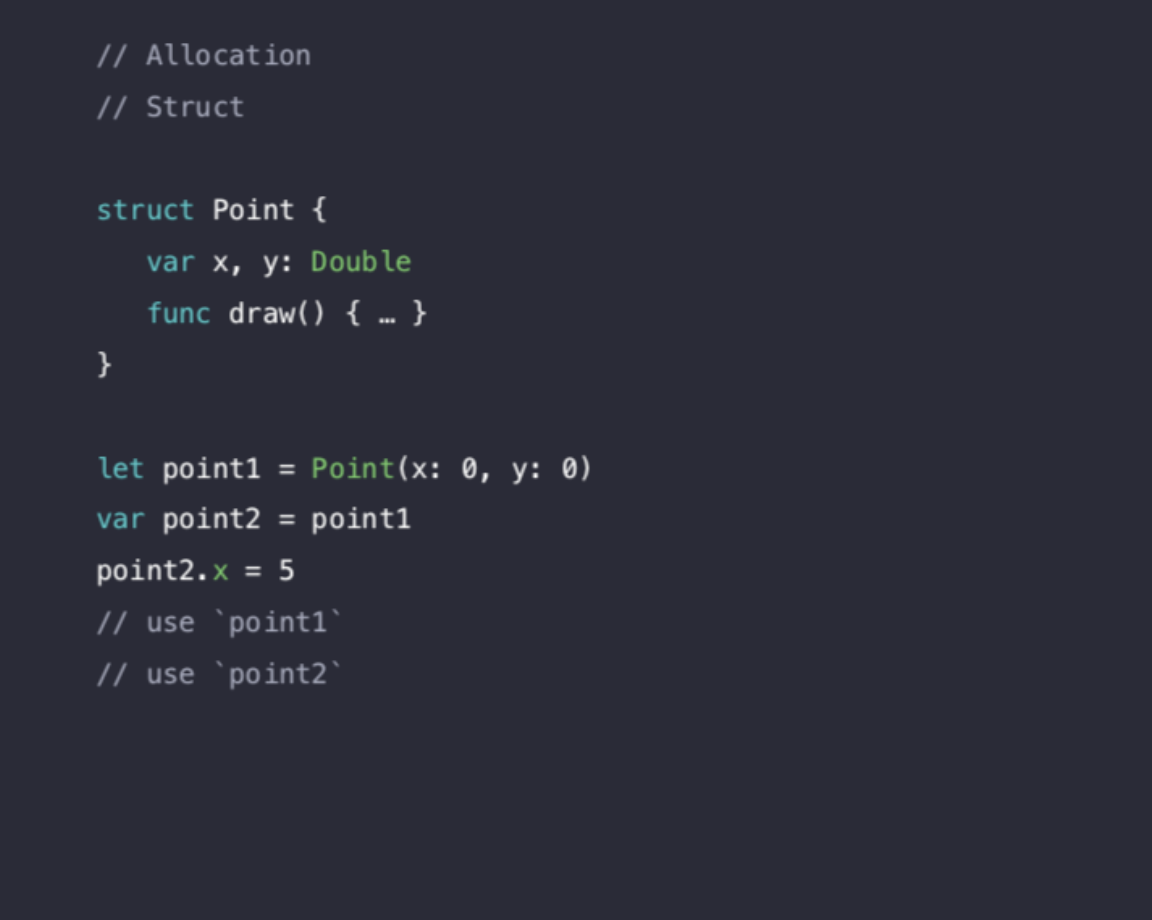 // Allocation
// Struct
struct Point {
var x, y: Double
func draw() { … }
}
let point1 = Point(x: 0, y: 0)
var point2 = point1
point2.x = 5
// use `point1`
// use `point2`